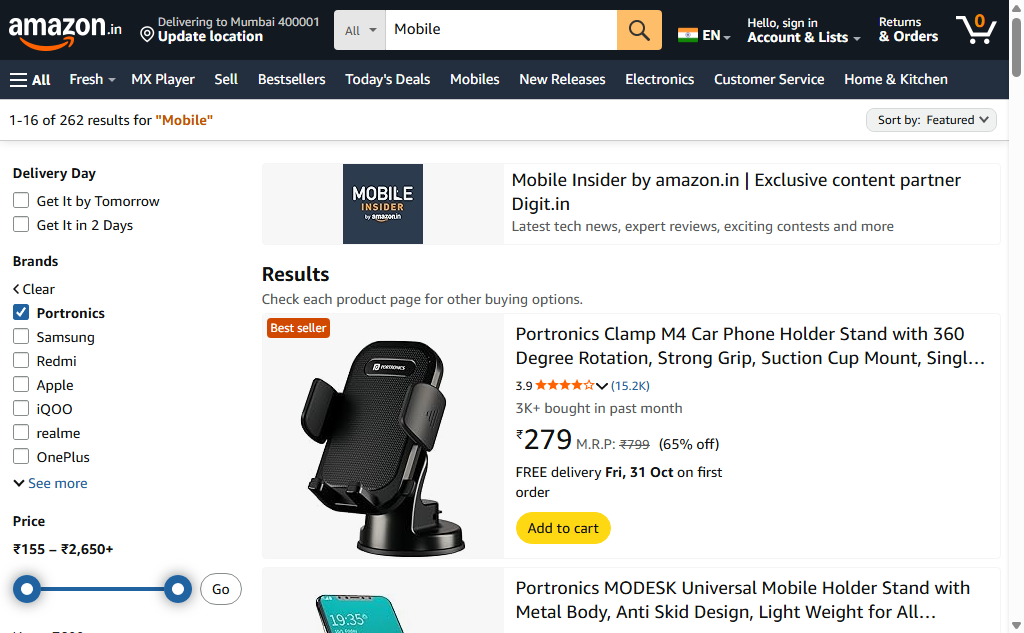 amazon.in
Delivering to Mumbai 400001
Update location
All
Mobile
EN
Hello, sign in
Account & Lists
Returns
& Orders
0
All
Fresh
MX Player
Sell
Bestsellers
Today's Deals
Mobiles
New Releases
Electronics
Customer Service
Home & Kitchen
1-16 of 262 results for "Mobile"
Sort by: Featured
Delivery Day
Get It by Tomorrow
Get It in 2 Days
Brands
Clear
Portronics
Samsung
Redmi
Apple
iQOO
realme
OnePlus
See more
Price
₹155 – ₹2,650+
Go
MOBILE
INSIDER
by amazon.in
Mobile Insider by amazon.in | Exclusive content partner
Digit.in
Latest tech news, expert reviews, exciting contests and more
Results
Check each product page for other buying options.
Best seller
PORTRONICS
Portronics Clamp M4 Car Phone Holder Stand with 360
Degree Rotation, Strong Grip, Suction Cup Mount, Singl...
3.9 (15.2K)
3K+ bought in past month
₹279 M.R.P: ₹799 (65% off)
FREE delivery Fri, 31 Oct on first
order
Add to cart
19:35
Portronics MODESK Universal Mobile Holder Stand with
Metal Body, Anti Skid Design, Light Weight for All...